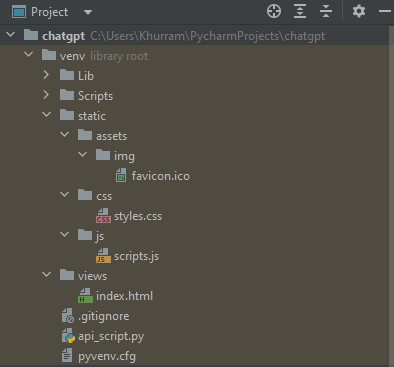 Project
chatgpt C:\Users\Khurram\PycharmProjects\chatgpt
venv library root
Lib
Scripts
static
assets
img
favicon.ico
css
styles.css
js
scripts.js
views
index.html
.gitignore
api_script.py
pyvenv.cfg